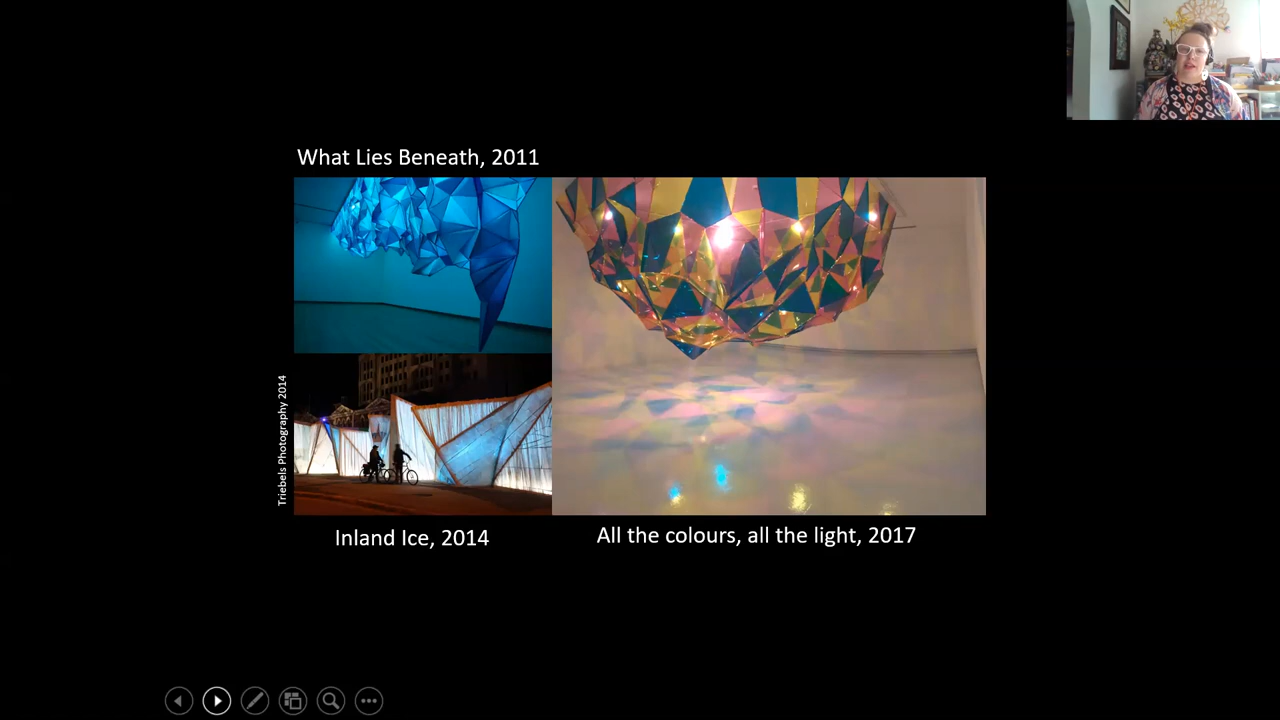 What Lies Beneath, 2011
Triebels Photography 2014
Inland Ice, 2014
All the colours, all the light, 2017